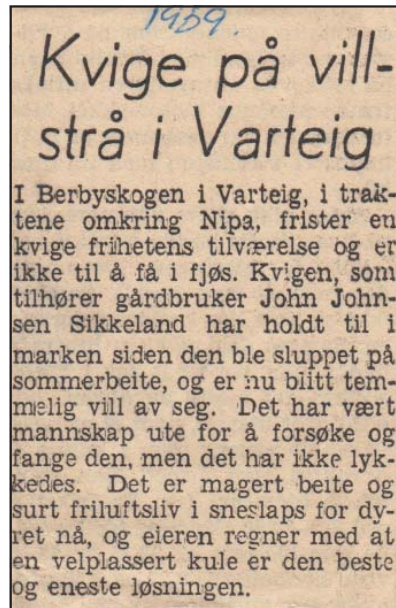 1959.
Kvige på vill-
strå i Varteig
I Berbyskogen i Varteig, i trak-
tene omkring Nipa, frister en
kvige frihetens tilværelse og er
ikke til å få i fjøs. Kvigen, som
tilhører gårdbruker John John-
sen Sikkeland har holdt til i
marken siden den ble sluppet på
sommerbeite, og er nu blitt tem-
melig vill av seg. Det har vært
mannskap ute for å forsøke og
fange den, men det har ikke lyk-
kedes. Det er magert beite og
surt friluftsliv i sneslaps for dy-
ret nå, og eieren regner med at
en velplassert kule er den beste
og eneste løsningen.